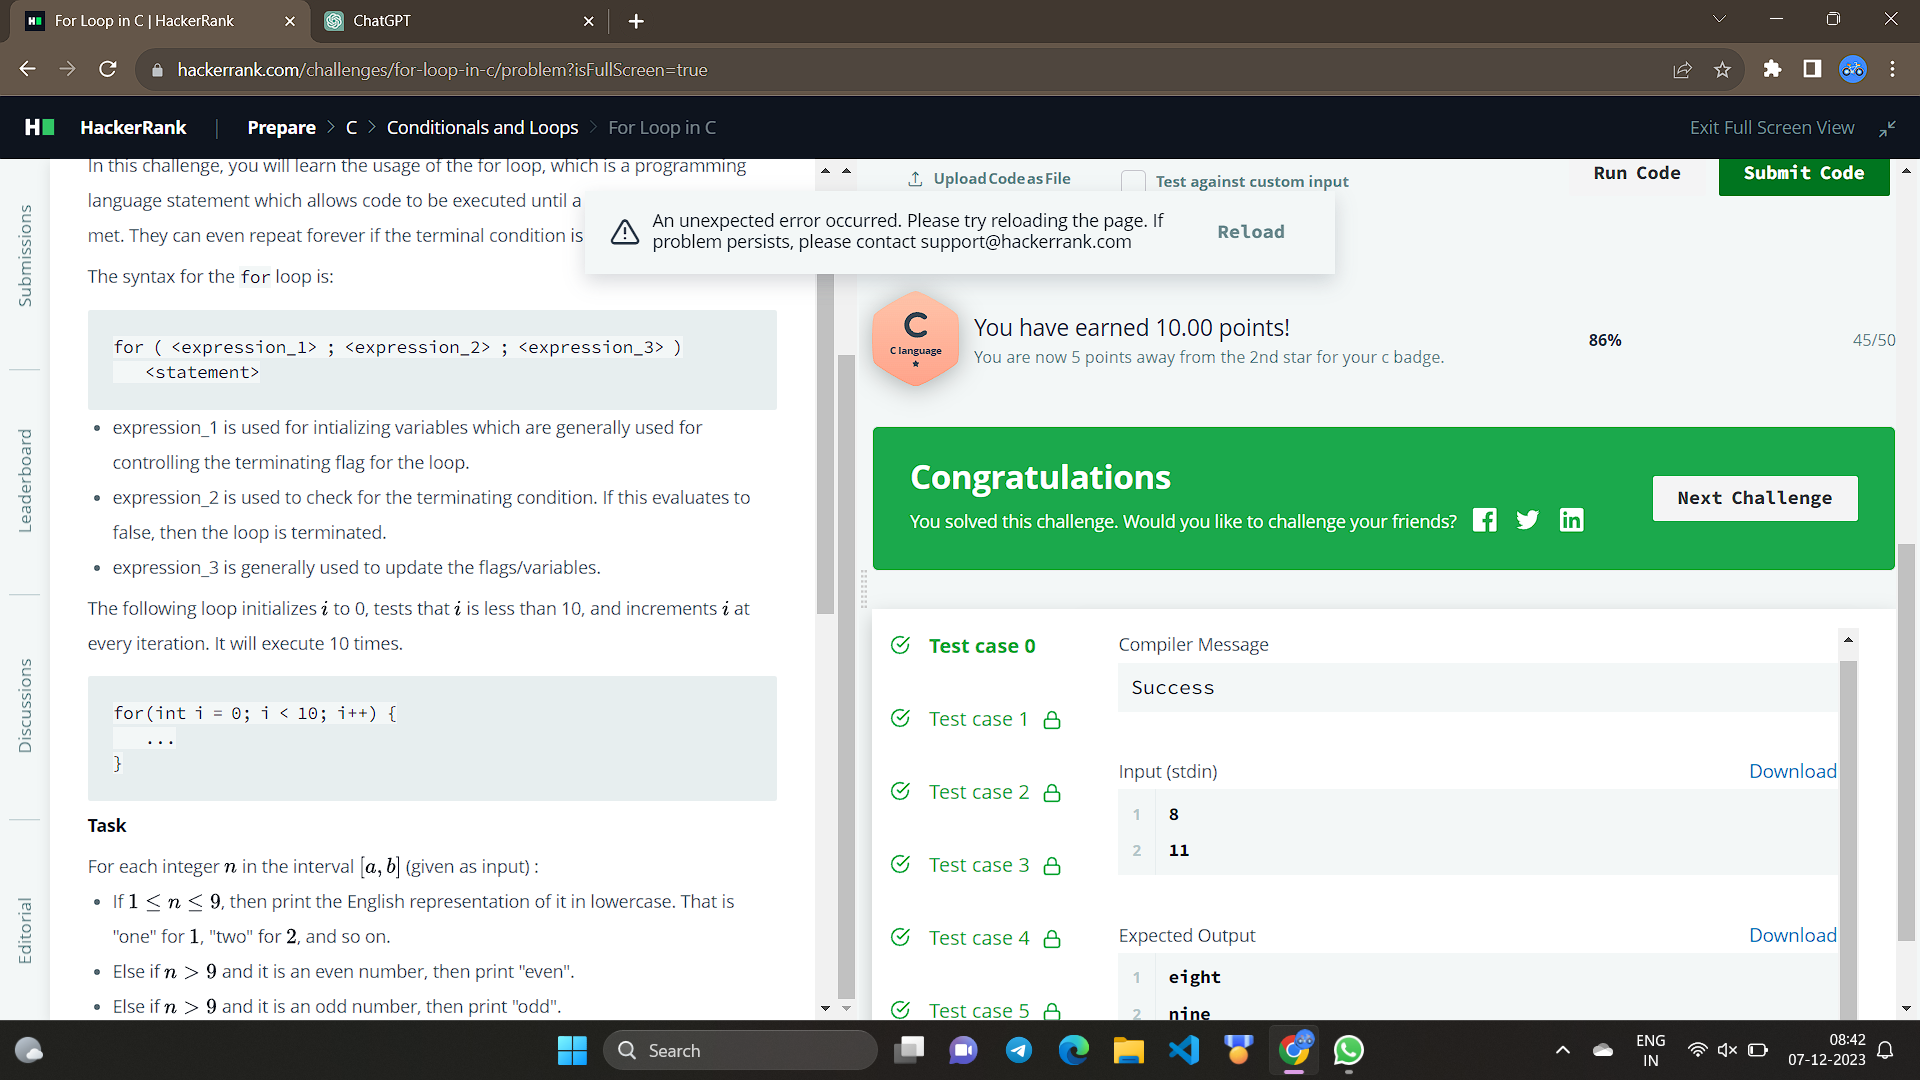 For Loop in C | HackerRank
ChatGPT
hackerrank.com/challenges/for-loop-in-c/problem?isFullScreen=true
H
HackerRank
Prepare > C > Conditionals and Loops > For Loop in C
Exit Full Screen View
Submissions
Leaderboard
Discussions
Editorial
In this challenge, you will learn the usage of the for loop, which is a programming
language statement which allows code to be executed until a
met. They can even repeat forever if the terminal condition is
The syntax for the for loop is:
for ( <expression_1> ; <expression_2> ; <expression_3> )
<statement>
• expression_1 is used for intializing variables which are generally used for
controlling the terminating flag for the loop.
• expression_2 is used to check for the terminating condition. If this evaluates to
false, then the loop is terminated.
• expression_3 is generally used to update the flags/variables.
The following loop initializes i to 0, tests that i is less than 10, and increments i at
every iteration. It will execute 10 times.
for(int i = 0; i < 10; i++) {
...
}
Task
For each integer n in the interval [a, b] (given as input) :
• If 1 ≤ n ≤ 9, then print the English representation of it in lowercase. That is
"one" for 1, "two" for 2, and so on.
• Else if n > 9 and it is an even number, then print "even".
• Else if n > 9 and it is an odd number, then print "odd".
Upload Code as File
Test against custom input
Run Code
Submit Code
An unexpected error occurred. Please try reloading the page. If
problem persists, please contact support@hackerrank.com
Reload
C
C language
You have earned 10.00 points!
You are now 5 points away from the 2nd star for your c badge.
86%
45/50
Congratulations
You solved this challenge. Would you like to challenge your friends?
Next Challenge
Test case 0
Test case 1
Test case 2
Test case 3
Test case 4
Test case 5
Compiler Message
Success
Input (stdin)
Download
1 8
2 11
Expected Output
Download
1 eight
2 nine
Search
ENG
IN
08:42
07-12-2023